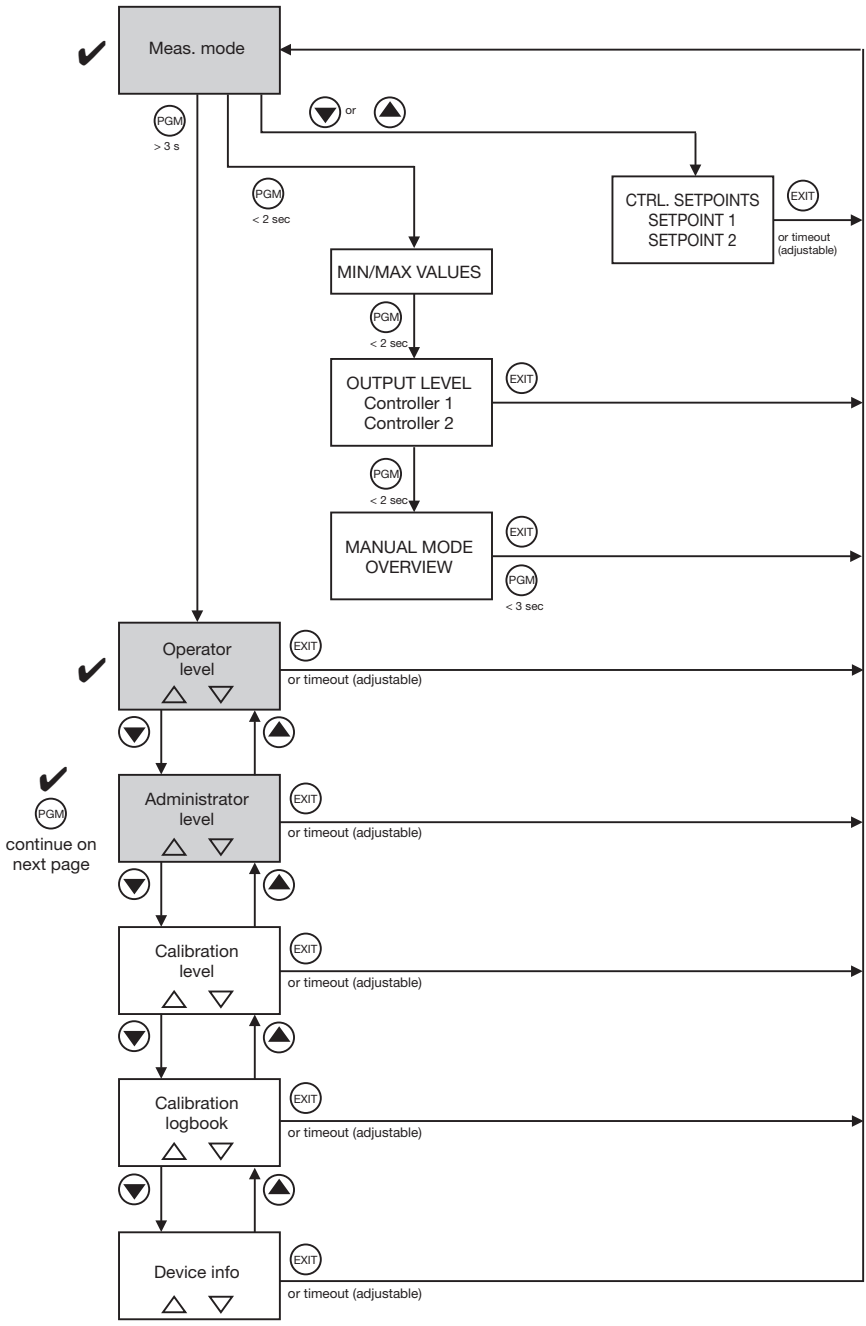 Meas. mode
PGM
> 3 s
or
PGM
< 2 sec
CTRL. SETPOINTS
SETPOINT 1
SETPOINT 2
EXIT
or timeout
(adjustable)
MIN/MAX VALUES
PGM
< 2 sec
OUTPUT LEVEL
Controller 1
Controller 2
EXIT
PGM
< 2 sec
MANUAL MODE
OVERVIEW
EXIT
PGM
< 3 sec
Operator
level
EXIT
or timeout (adjustable)
PGM
continue on
next page
Administrator
level
EXIT
or timeout (adjustable)
Calibration
level
EXIT
or timeout (adjustable)
Calibration
logbook
EXIT
or timeout (adjustable)
Device info
EXIT
or timeout (adjustable)